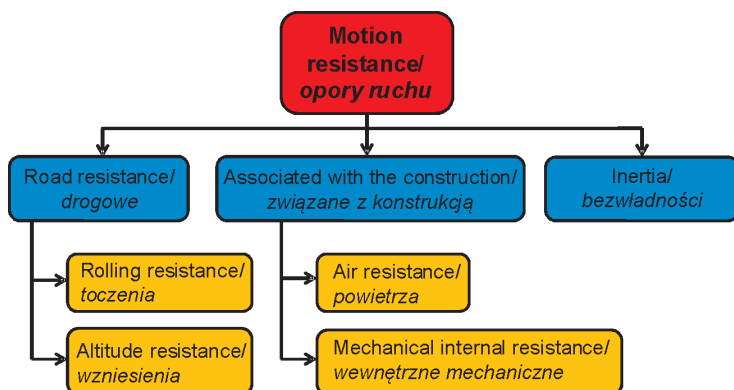 Motion
resistance/
opory ruchu
Road resistance/
drogowe
Associated with the construction/
związane z konstrukcją
Inertia/
bezwładności
Rolling resistance/
toczenia
Air resistance/
powietrza
Altitude resistance/
wzniesienia
Mechanical internal resistance/
wewnętrzne mechaniczne